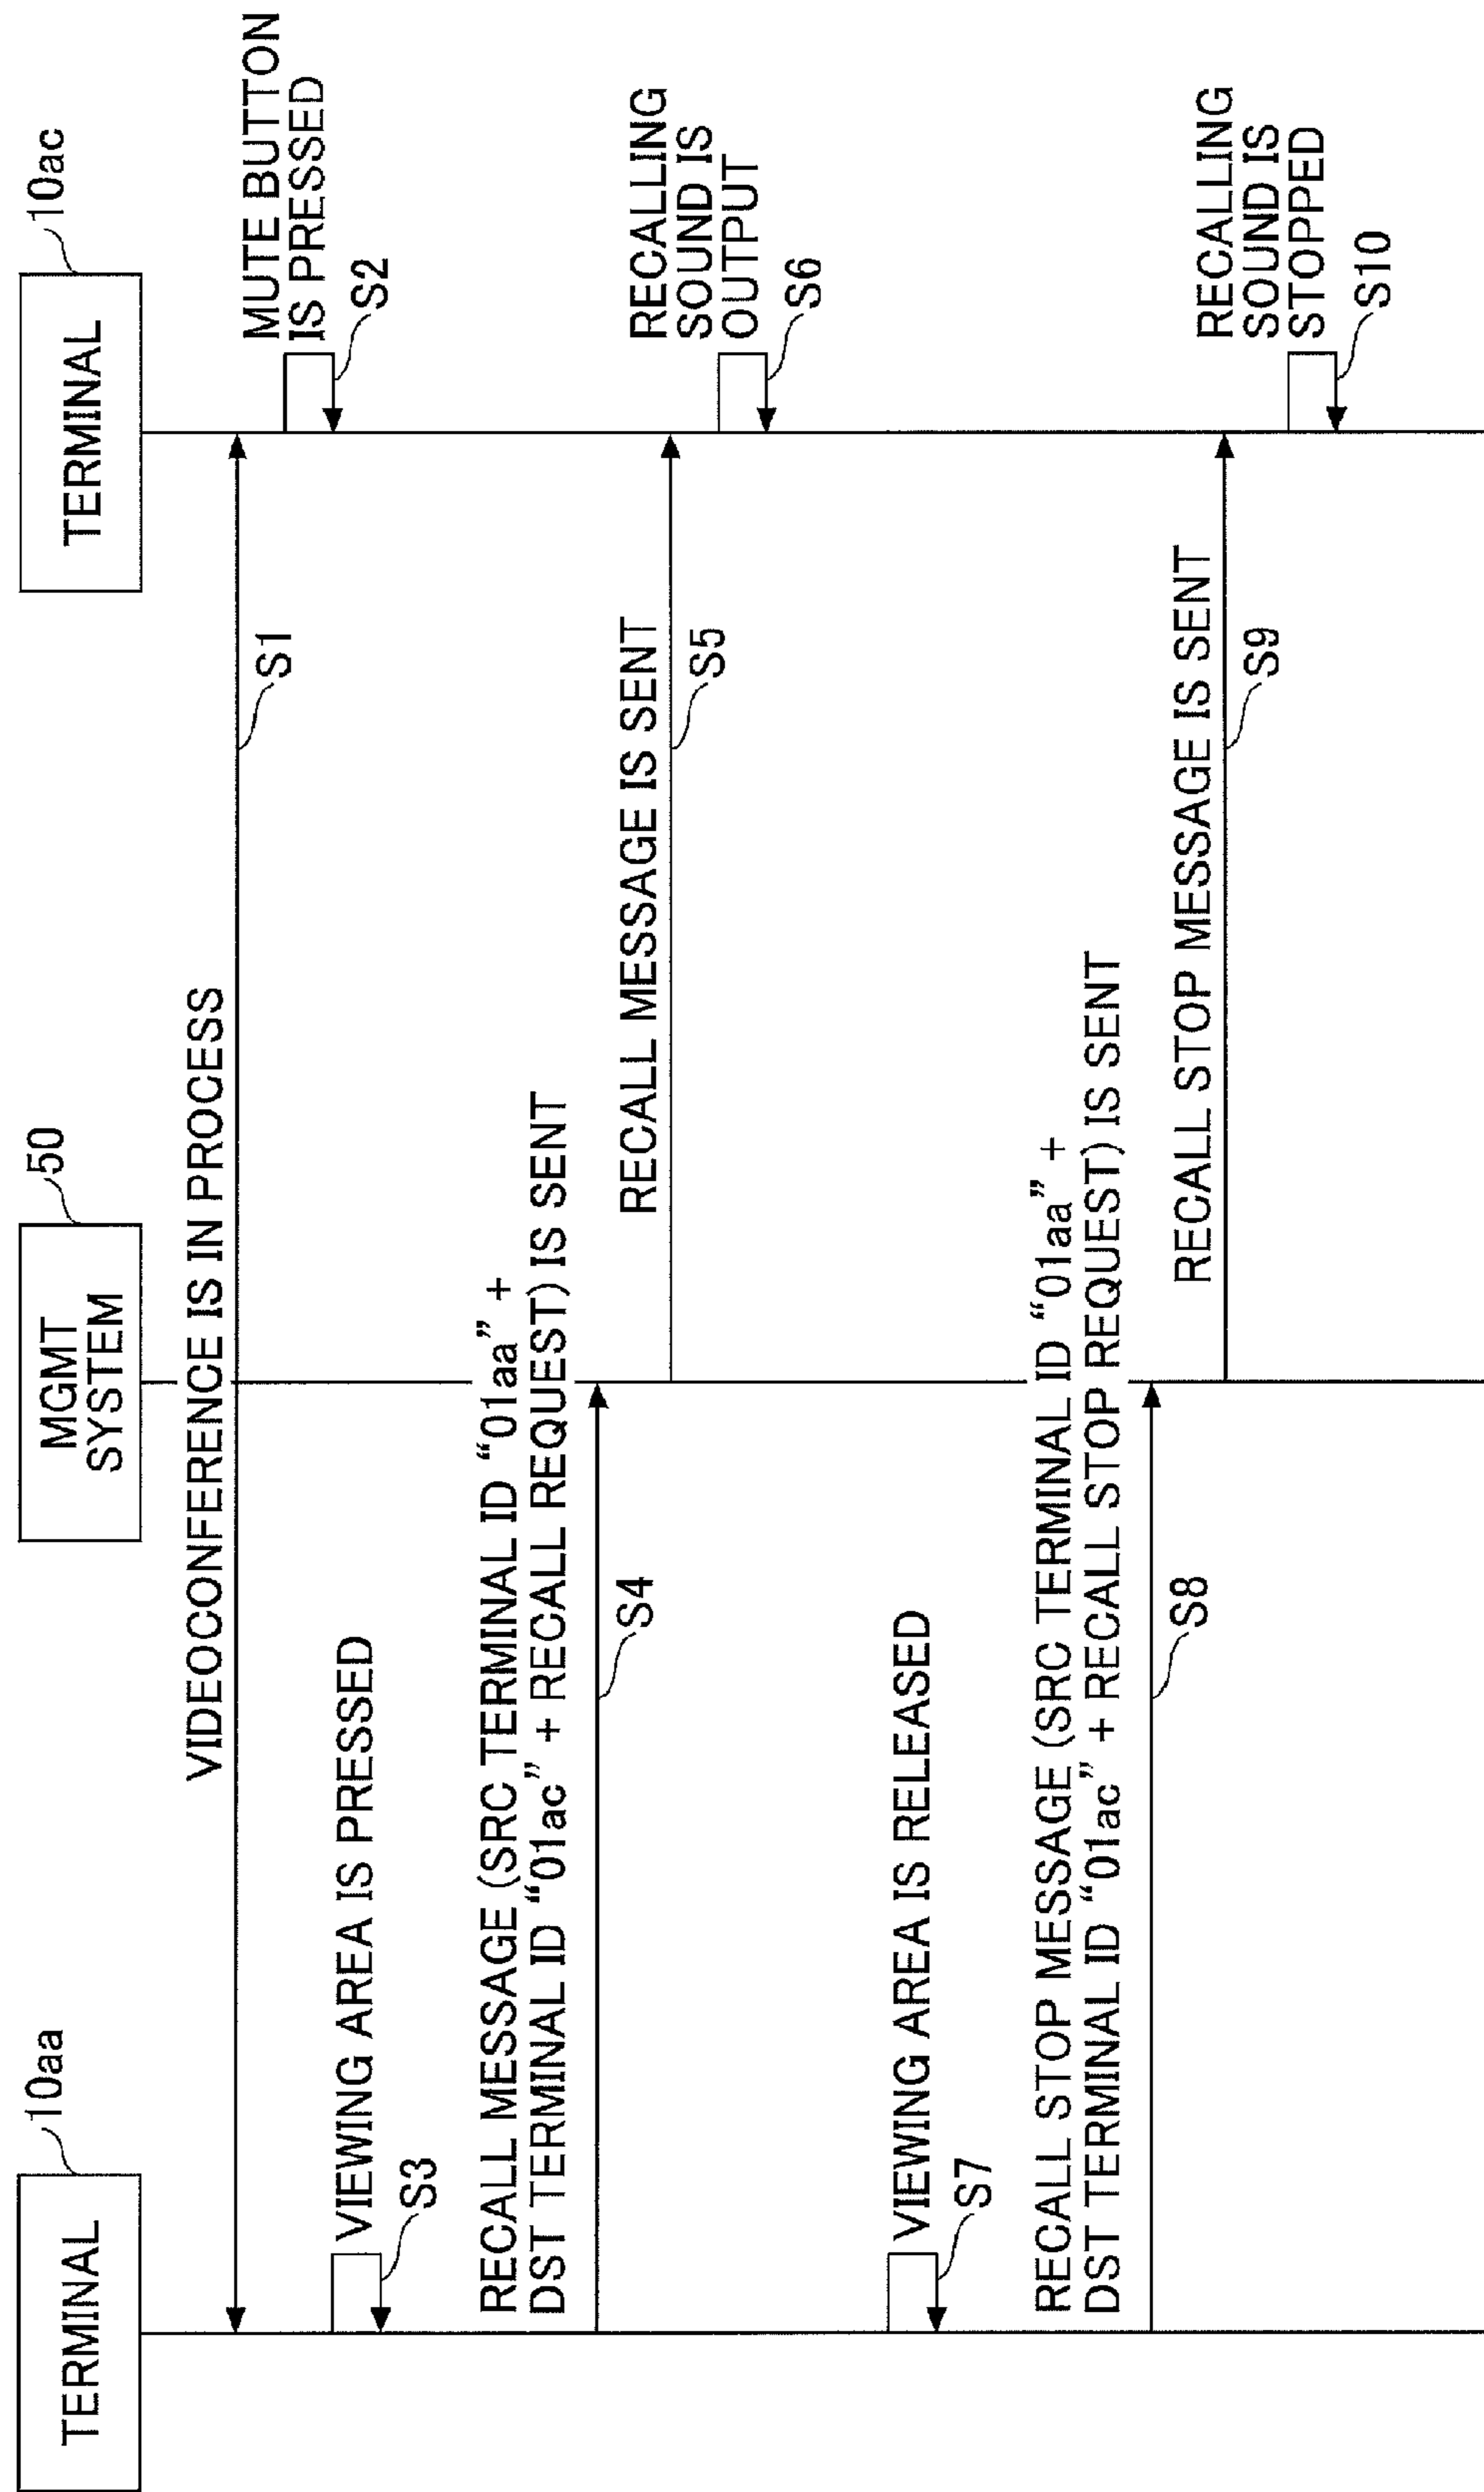 TERMINAL
10aa
MGMT
SYSTEM
50
TERMINAL
10ac
VIDEOCONFERENCE IS IN PROCESS
S1
MUTE BUTTON
IS PRESSED
S2
VIEWING AREA IS PRESSED
S3
RECALL MESSAGE (SRC TERMINAL ID “01aa” +
DST TERMINAL ID “01ac” + RECALL REQUEST) IS SENT
S4
RECALL MESSAGE IS SENT
S5
RECALLING
SOUND IS
OUTPUT
S6
VIEWING AREA IS RELEASED
S7
RECALL STOP MESSAGE (SRC TERMINAL ID “01aa” +
DST TERMINAL ID “01ac” + RECALL STOP REQUEST) IS SENT
S8
RECALL STOP MESSAGE IS SENT
S9
RECALLING
SOUND IS
STOPPED
S10